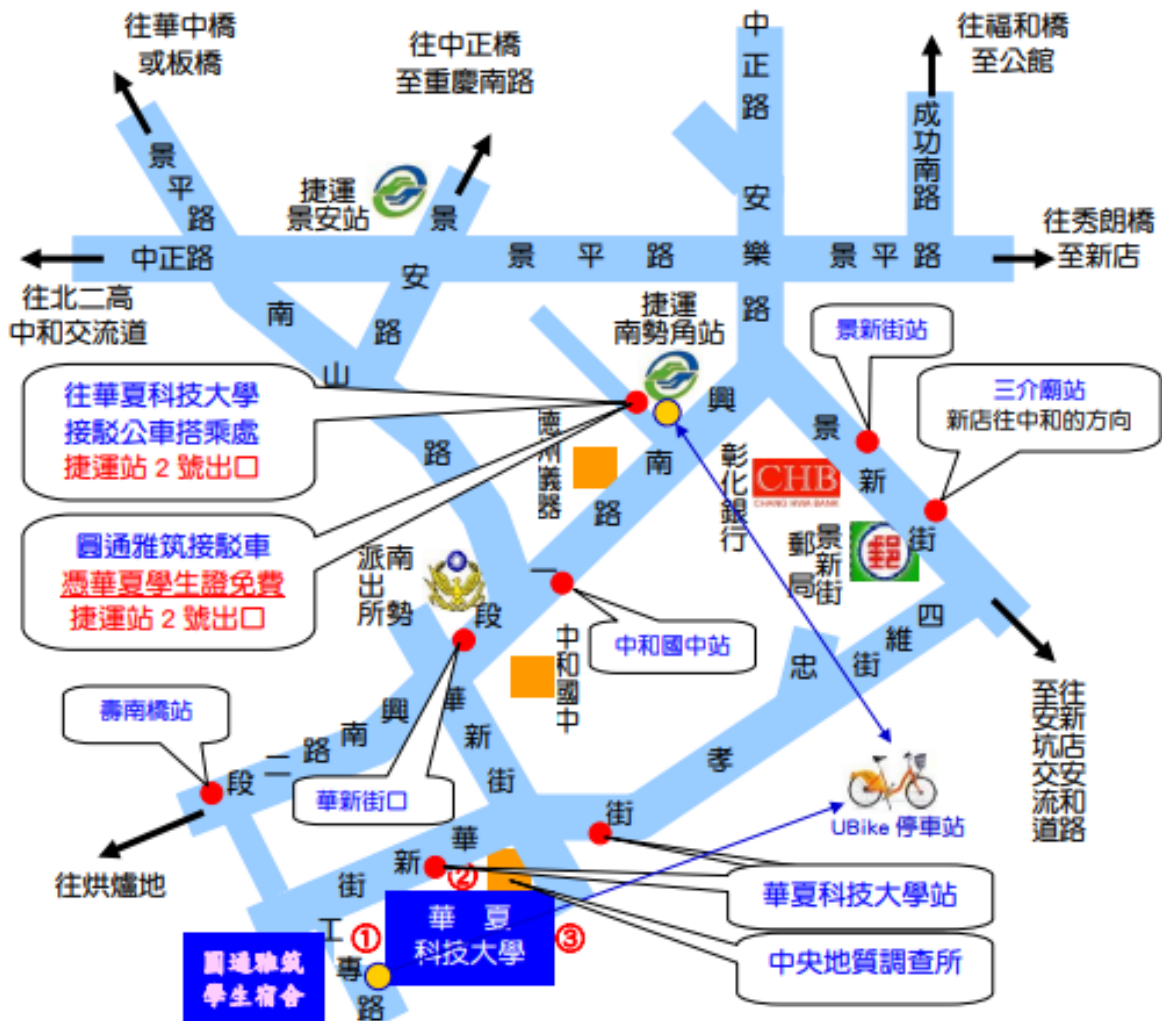 往華中橋
或板橋
往中正橋
至重慶南路
中正路
往福和橋
至公館
成功南路
景平路
捷運
景安站
景安路
安樂路
往秀朗橋
至新店
中正路
景平路
景平路
往北二高
中和交流道
南山路
捷運
南勢角站
景新街站
三介廟站
新店往中和的方向
往華夏科技大學
接駁公車搭乘處
捷運站 2 號出口
德州義器
興南路一段
彰化銀行
CHB
CHANG HWA BANK
景新街
圓通雅筑接駁車
憑華夏學生證免費
捷運站 2 號出口
南勢
派出所
景新街
郵局
郵
四維街
中和國中站
中和國中
忠孝街
往新店安和路
至安坑交流道
壽南橋站
興南路二段
華新街
華新街口
UBike 停車站
往烘爐地
華新街
②
華夏科技大學站
①
華 夏
科技大學
③
中央地質調查所
工專路
圓通雅筑
學生宿舍